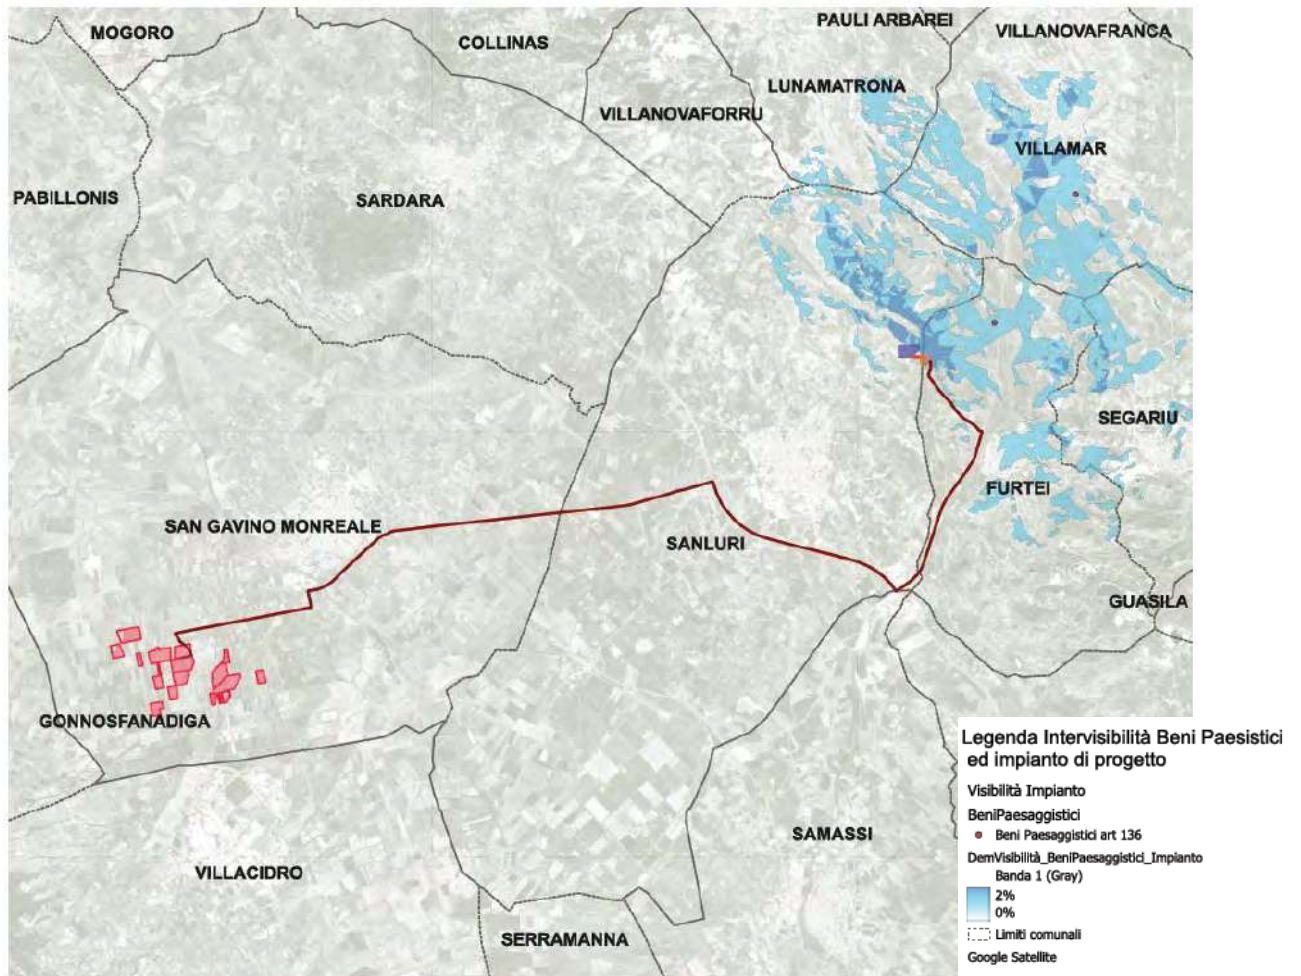 MOGORO
COLLINAS
PAULI ARBAREI
VILLANOVAFRANCA
LUNAMATRONA
VILLANOVAFORRU
VILLAMAR
PABILLONIS
SARDARA
SEGARIU
FURTEI
SAN GAVINO MONREALE
SANLURI
GUASILA
GONNOSFANADIGA
SAMASSI
VILLACIDRO
SERRAMANNA
Legenda Intervisibilità Beni Paesistici
ed impianto di progetto
Visibilità Impianto
BeniPaesaggistici
Beni Paesaggistici art 136
DemVisibilità_BeniPaesaggistici_Impianto
Banda 1 (Gray)
2%
0%
Limiti comunali
Google Satellite